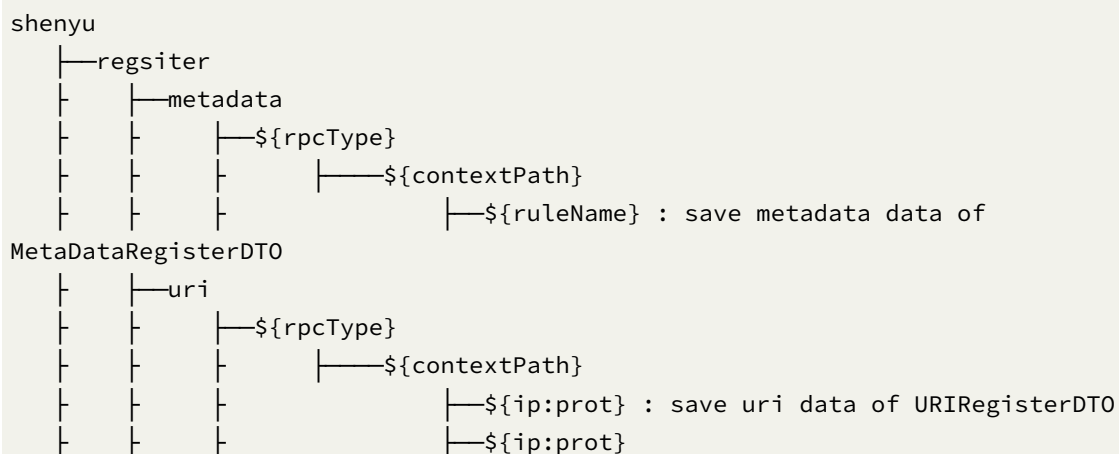 shenyu
├──regsiter
├ ├──metadata
├ ├ ├──${rpcType}
├ ├ ├ ├────${contextPath}
├ ├ ├ ├──${ruleName} : save metadata data of
MetaDataRegisterDTO
├ ├──uri
├ ├ ├──${rpcType}
├ ├ ├ ├────${contextPath}
├ ├ ├ ├──${ip:prot} : save uri data of URIRegisterDTO
├ ├ ├ ├──${ip:prot}